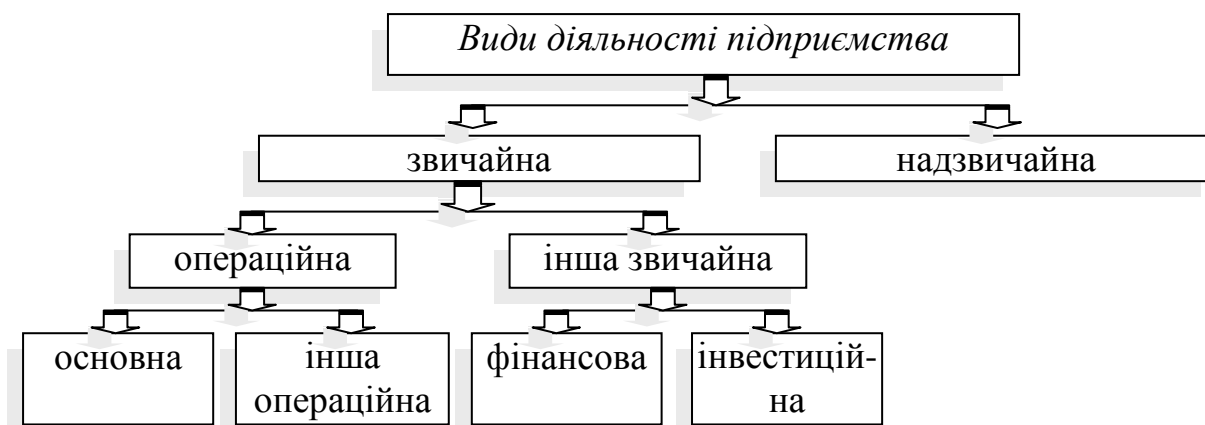 Види діяльності підприємства
звичайна
надзвичайна
операційна
інша звичайна
основна
інша
операційна
фінансова
інвестицій-
на